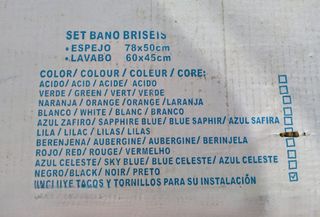 SET BANO BRISEIS
• ESPEJO 78x50cm
• LAVABO 60x45cm
COLOR/ COLOUR/ COLEUR/ CORE:
ACIDO/ ACID / ACIDE/ ACIDO
VERDE / GREEN / VERT/ VERDE
NARANJA / ORANGE /ORANGE /LARANJA
BLANCO / WHITE / BLANC / BRANCO
AZUL ZAFIRO/ SAPPHIRE BLUE/ BLUE SAPHIR/ AZUL SAFIRA
LILA / LILAC / LILAS/ LILAS
BERENJENA/ AUBERGINE/ AUBERGINE/ BERINJELA
ROJO/ RED/ ROUGE/ VERMELHO
AZUL CELESTE/ SKY BLUE/ BLUE CELESTE/ AZUL CELESTE
NEGRO/BLACK/ NOIR/ PRETO
INCLUYE TACOS Y TORNILLOS PARA SU INSTALACIÓN